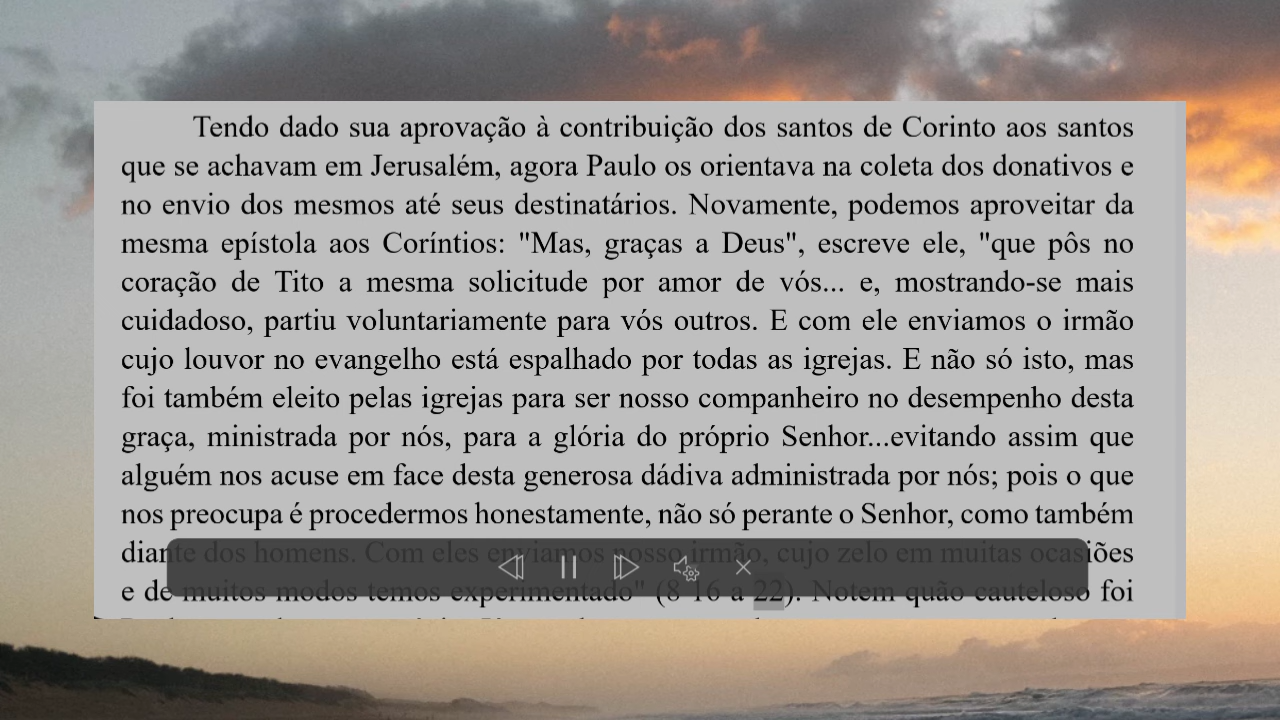 Tendo dado sua aprovação à contribuição dos santos de Corinto aos santos
que se achavam em Jerusalém, agora Paulo os orientava na coleta dos donativos e
no envio dos mesmos até seus destinatários. Novamente, podemos aproveitar da
mesma epístola aos Coríntios: "Mas, graças a Deus", escreve ele, "que pôs no
coração de Tito a mesma solicitude por amor de vós... e, mostrando-se mais
cuidadoso, partiu voluntariamente para vós outros. E com ele enviamos o irmão
cujo louvor no evangelho está espalhado por todas as igrejas. E não só isto, mas
foi também eleito pelas igrejas para ser nosso companheiro no desempenho desta
graça, ministrada por nós, para a glória do próprio Senhor...evitando assim que
alguém nos acuse em face desta generosa dádiva administrada por nós; pois o que
nos preocupa é procedermos honestamente, não só perante o Senhor, como também
diante dos homens. Com eles enviamos nosso irmão, cujo zelo em muitas ocasiões
e de muitos modos temos experimentado" (8 16 a 22). Notem quão cauteloso foi